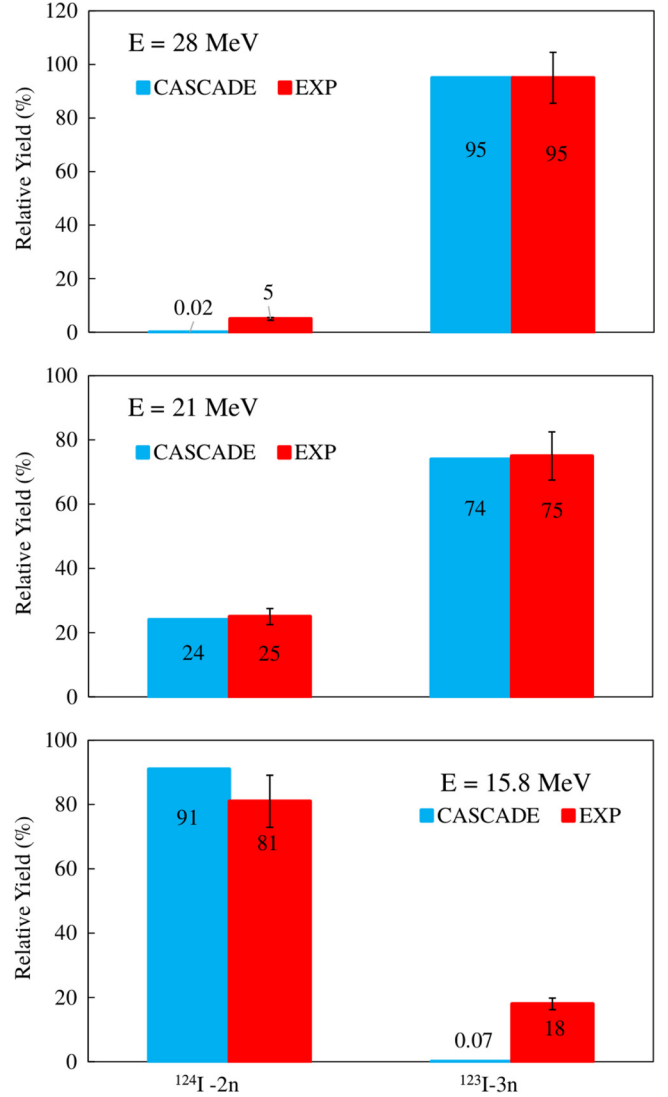 120
100
80
60
40
20
0
Relative Yield (%)
E = 28 MeV
CASCADE EXP
0.02 5
95 95
100
80
60
40
20
0
Relative Yield (%)
E = 21 MeV
CASCADE EXP
24 25
74 75
100
80
60
40
20
0
Relative Yield (%)
E = 15.8 MeV
CASCADE EXP
91 81
0.07 18
¹²⁴I -2n ¹²³I-3n